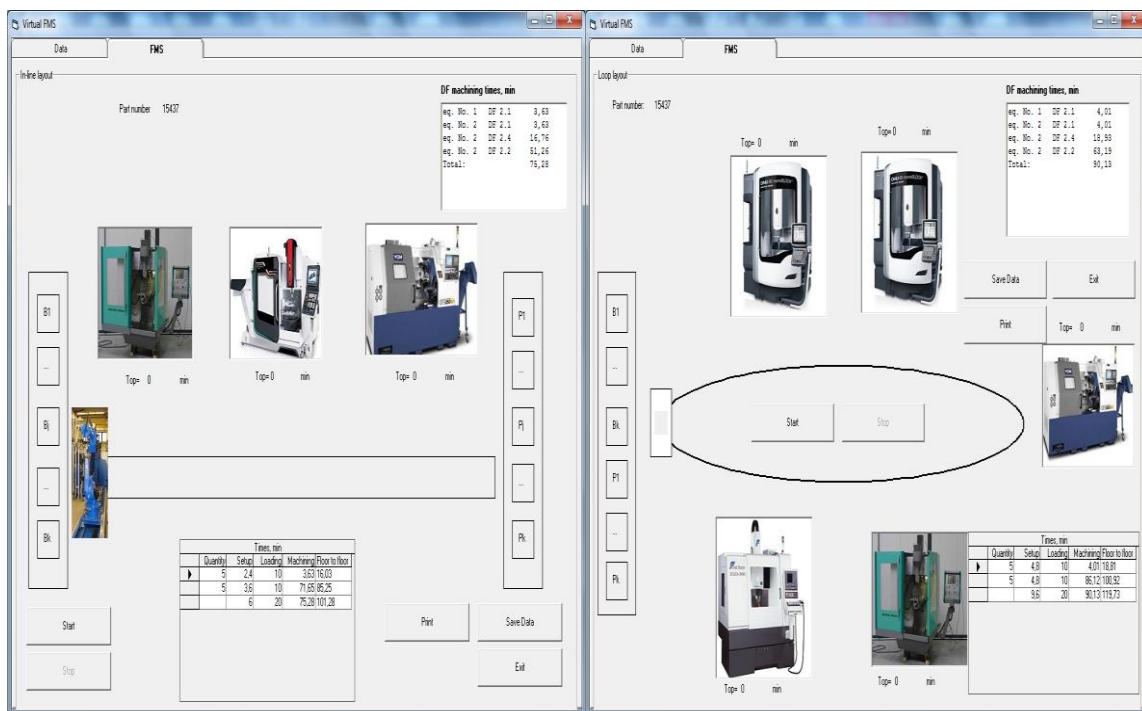 Virtual FMS
Data FMS
In-line layout
Part number 15437
DF machining times, min
eq. No. 1 DF 2.1 3,63
eq. No. 2 DF 2.1 3,63
eq. No. 2 DF 2.4 16,76
eq. No. 2 DF 2.2 51,26
Total: 75,28
B1
...
Bj
...
Bk
P1
...
Pj
...
Pk
Top= 0 min
Top= 0 min
Top= 0 min
Times, min
Quantity Setup Loading Machining Floor to floor
5 2,4 10 3,63 16,03
5 3,6 10 71,65 85,25
6 20 75,28 101,28
Start
Stop
Print
Save Data
Exit
Virtual FMS
Data FMS
Loop layout
Part number: 15437
DF machining times, min
eq. No. 1 DF 2.1 4,01
eq. No. 2 DF 2.1 4,01
eq. No. 2 DF 2.4 18,93
eq. No. 2 DF 2.2 63,19
Total: 90,13
Top= 0 min
Top= 0 min
Save Data
Exit
Print
Top= 0 min
B1
...
Bk
P1
...
Pk
Start
Stop
Times, min
Quantity Setup Loading Machining Floor to floor
5 4,8 10 4,01 18,81
5 4,8 10 86,12 100,92
9,6 20 90,13 119,73
Top= 0 min
Top= 0 min